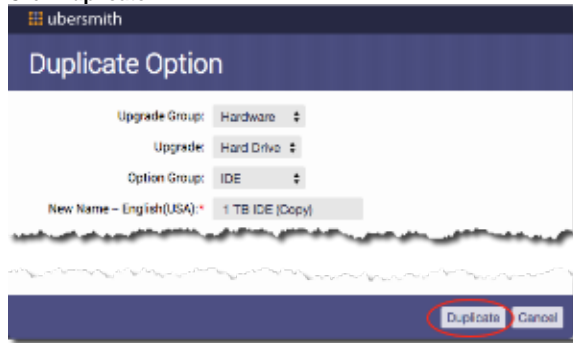 ubersmith
Duplicate Option
Upgrade Group: Hardware
Upgrade: Hard Drive
Option Group: IDE
New Name – English(USA):* 1 TB IDE (Copy)
Duplicate Cancel